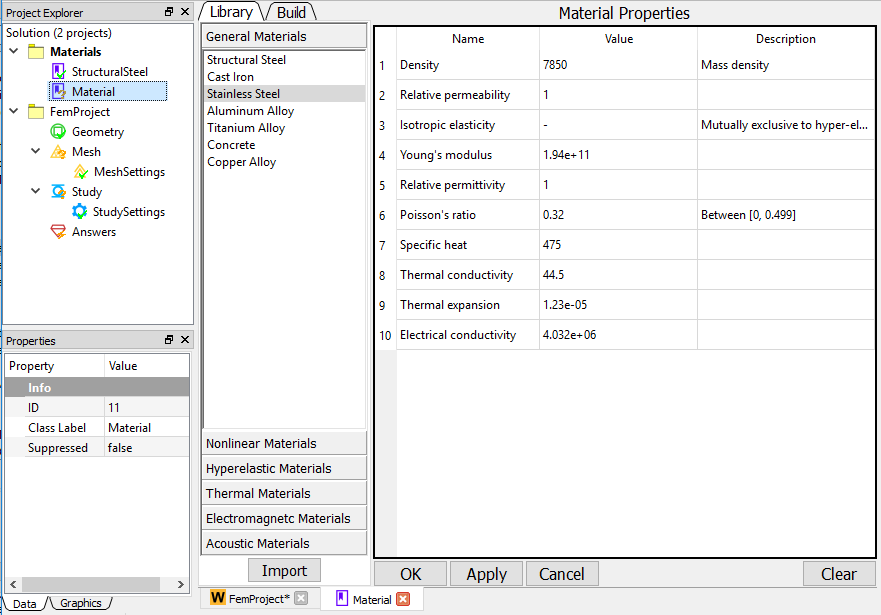 Project Explorer
Solution (2 projects)
Materials
StructuralSteel
Material
FemProject
Geometry
Mesh
MeshSettings
Study
StudySettings
Answers
Properties
Property Value
Info
ID 11
Class Label Material
Suppressed false
Data Graphics
Library Build
General Materials
Structural Steel
Cast Iron
Stainless Steel
Aluminum Alloy
Titanium Alloy
Concrete
Copper Alloy
Nonlinear Materials
Hyperelastic Materials
Thermal Materials
Electromagnetc Materials
Acoustic Materials
Import
Material Properties
Name Value Description
1 Density 7850 Mass density
2 Relative permeability 1
3 Isotropic elasticity - Mutually exclusive to hyper-el...
4 Young's modulus 1.94e+11
5 Relative permittivity 1
6 Poisson's ratio 0.32 Between [0, 0.499]
7 Specific heat 475
8 Thermal conductivity 44.5
9 Thermal expansion 1.23e-05
10 Electrical conductivity 4.032e+06
OK Apply Cancel Clear
W FemProject* Material